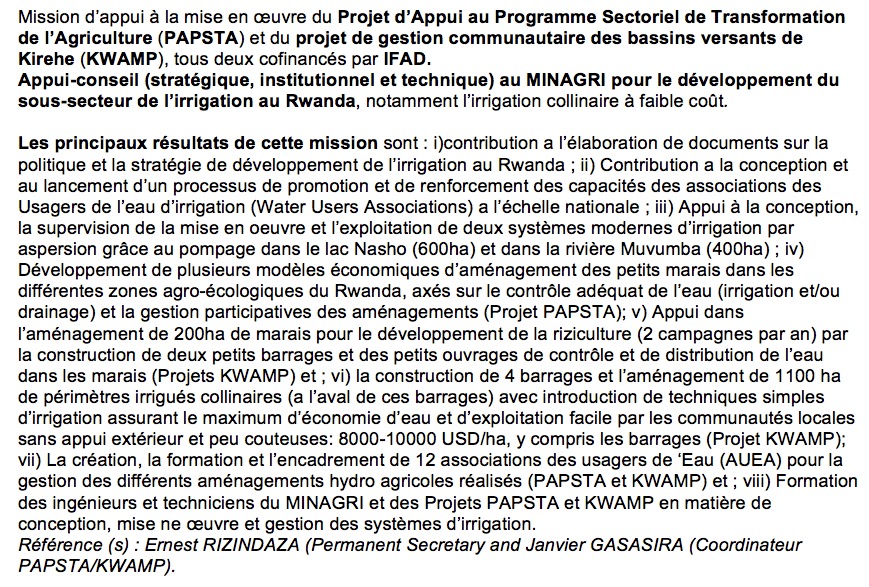 Mission d’appui à la mise en œuvre du Projet d’Appui au Programme Sectoriel de Transformation
de l’Agriculture (PAPSTA) et du projet de gestion communautaire des bassins versants de
Kirehe (KWAMP), tous deux cofinancés par IFAD.
Appui-conseil (stratégique, institutionnel et technique) au MINAGRI pour le développement du
sous-secteur de l’irrigation au Rwanda, notamment l’irrigation collinaire à faible coût.
Les principaux résultats de cette mission sont : i)contribution a l’élaboration de documents sur la
politique et la stratégie de développement de l’irrigation au Rwanda ; ii) Contribution a la conception et
au lancement d’un processus de promotion et de renforcement des capacités des associations des
Usagers de l’eau d’irrigation (Water Users Associations) a l’échelle nationale ; iii) Appui à la conception,
la supervision de la mise en oeuvre et l’exploitation de deux systèmes modernes d’irrigation par
aspersion grâce au pompage dans le lac Nasho (600ha) et dans la rivière Muvumba (400ha) ; iv)
Développement de plusieurs modèles économiques d’aménagement des petits marais dans les
différentes zones agro-écologiques du Rwanda, axés sur le contrôle adéquat de l’eau (irrigation et/ou
drainage) et la gestion participatives des aménagements (Projet PAPSTA); v) Appui dans
l’aménagement de 200ha de marais pour le développement de la riziculture (2 campagnes par an) par
la construction de deux petits barrages et des petits ouvrages de contrôle et de distribution de l’eau
dans les marais (Projets KWAMP) et ; vi) la construction de 4 barrages et l’aménagement de 1100 ha
de périmètres irrigués collinaires (a l’aval de ces barrages) avec introduction de techniques simples
d’irrigation assurant le maximum d’économie d’eau et d’exploitation facile par les communautés locales
sans appui extérieur et peu couteuses: 8000-10000 USD/ha, y compris les barrages (Projet KWAMP);
vii) La création, la formation et l’encadrement de 12 associations des usagers de ‘Eau (AUEA) pour la
gestion des différents aménagements hydro agricoles réalisés (PAPSTA et KWAMP) et ; viii) Formation
des ingénieurs et techniciens du MINAGRI et des Projets PAPSTA et KWAMP en matière de
conception, mise ne œuvre et gestion des systèmes d’irrigation.
Référence (s) : Ernest RIZINDAZA (Permanent Secretary and Janvier GASASIRA (Coordinateur
PAPSTA/KWAMP).